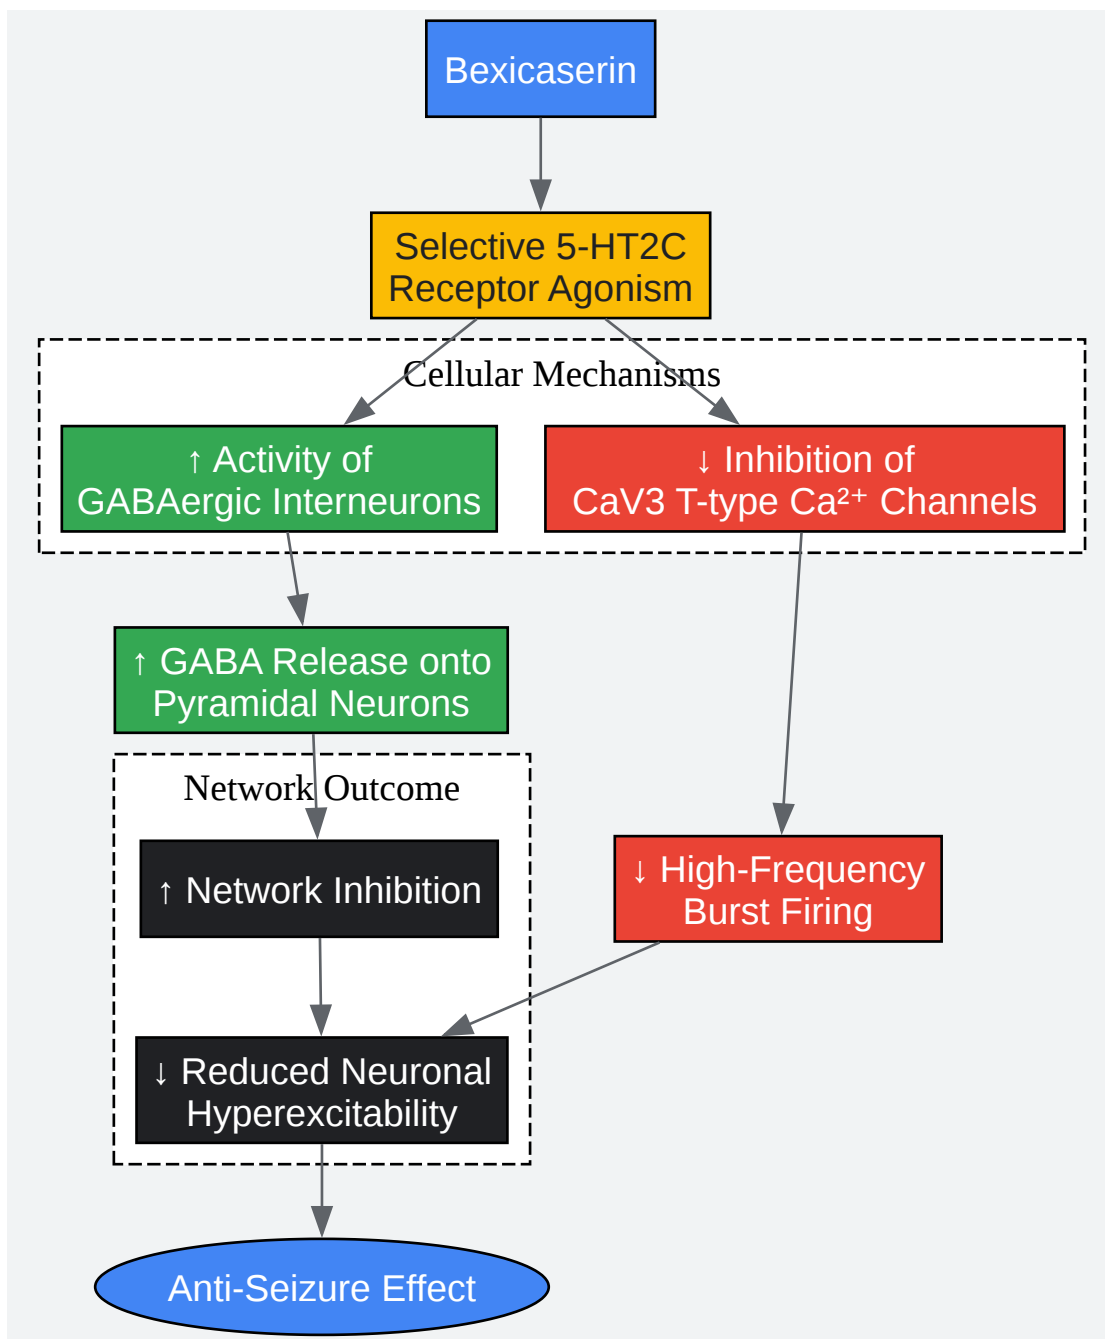 Bexicaserin
Selective 5-HT2C
Receptor Agonism
Cellular Mechanisms
↑ Activity of
GABAergic Interneurons
↓ Inhibition of
CaV3 T-type Ca²⁺ Channels
↑ GABA Release onto
Pyramidal Neurons
Network Outcome
↑ Network Inhibition
↓ High-Frequency
Burst Firing
↓ Reduced Neuronal
Hyperexcitability
Anti-Seizure Effect